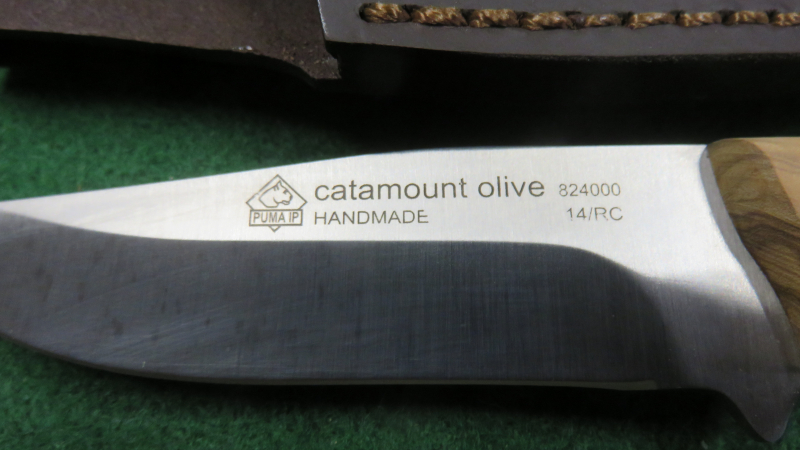 PUMA IP
catamount olive 824000
HANDMADE 14/RC